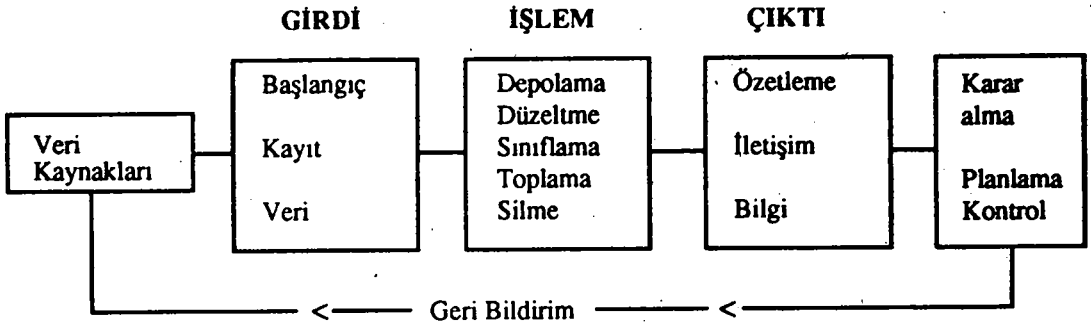 GİRDİ
İŞLEM
ÇIKTI
Veri
Kaynakları
Başlangıç
Kayıt
Veri
Depolama
Düzeltme
Sınıflama
Toplama
Silme
Özetleme
İletişim
Bilgi
Karar
alma
Planlama
Kontrol
< Geri Bildirim <